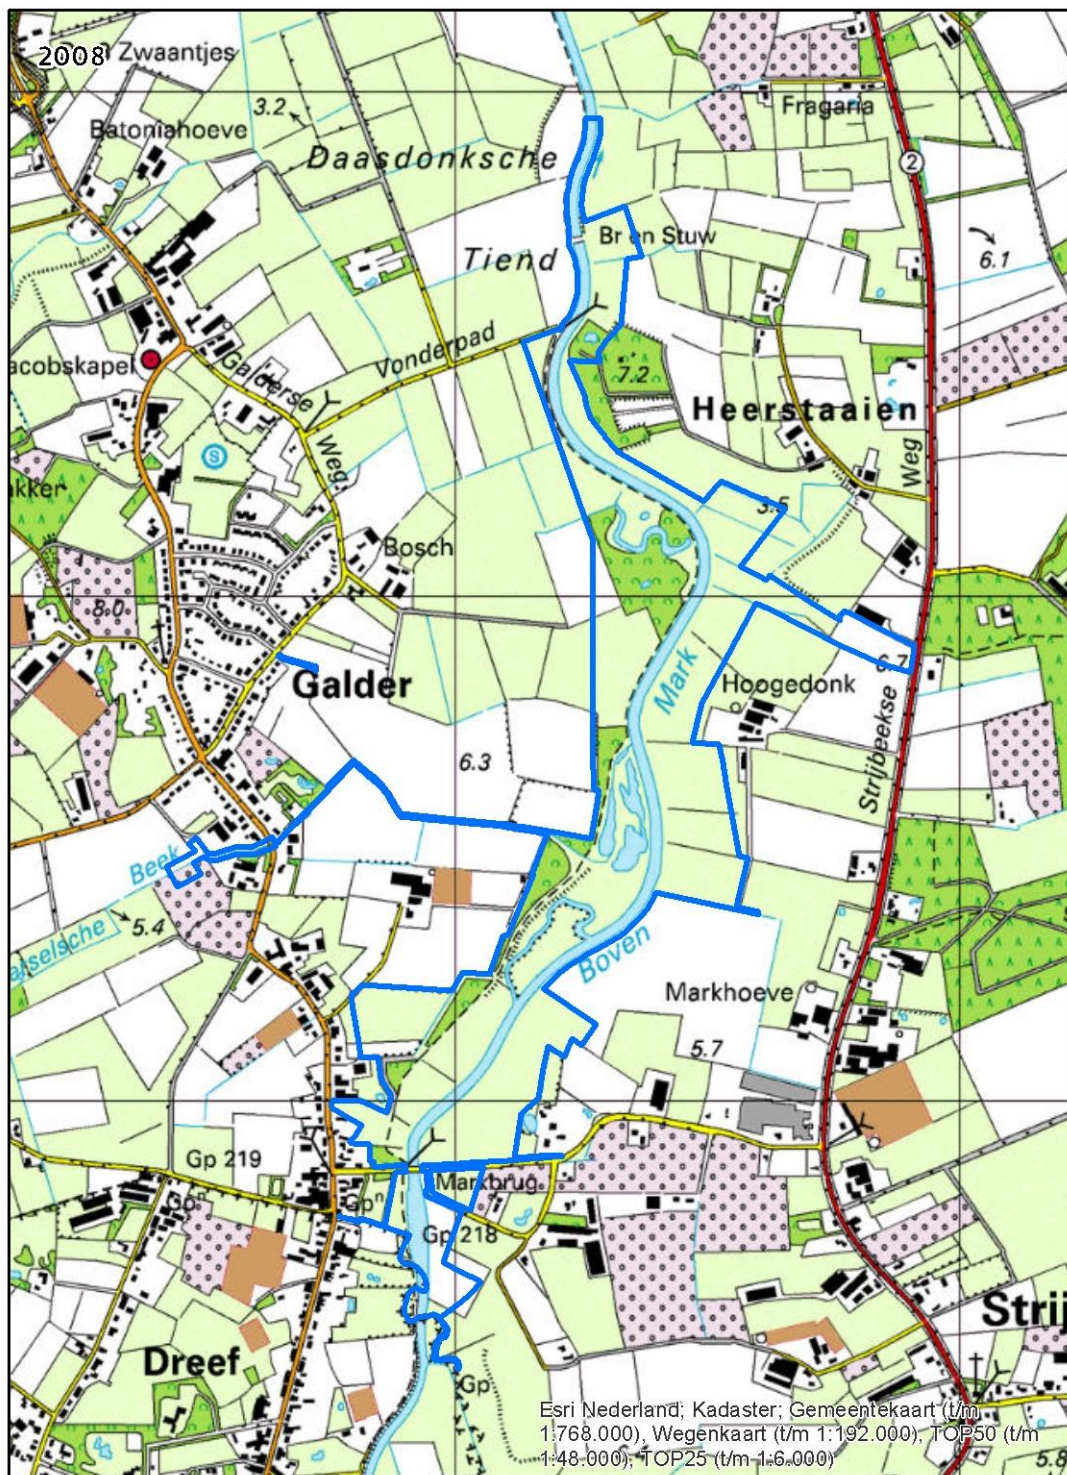 2008
Zwaantjes
Batoniahoeve
3.2
Daasdonksche
Fragaria
2
Tiend
Br en Stuw
6.1
acobskapel
Galderse
Weg
Vonderpad
7.2
Heerstaaien
Weg
S
akker
3.5
Bosch
8.0
Galder
Mark
6.7
Hoogedonk
6.3
Strijbeekse
Beek
5.4
arselsche
Boven
Markhoeve
5.7
Gp 219
Gpⁿ
Gpⁿ
Markbrug
Gp 218
Strij
Dreef
Gp
Esri Nederland; Kadaster; Gemeentekaart (t/m
1:768.000), Wegenkaart (t/m 1:192.000), TOP50 (t/m
1:48.000), TOP25 (t/m 1:6.000)
5.8